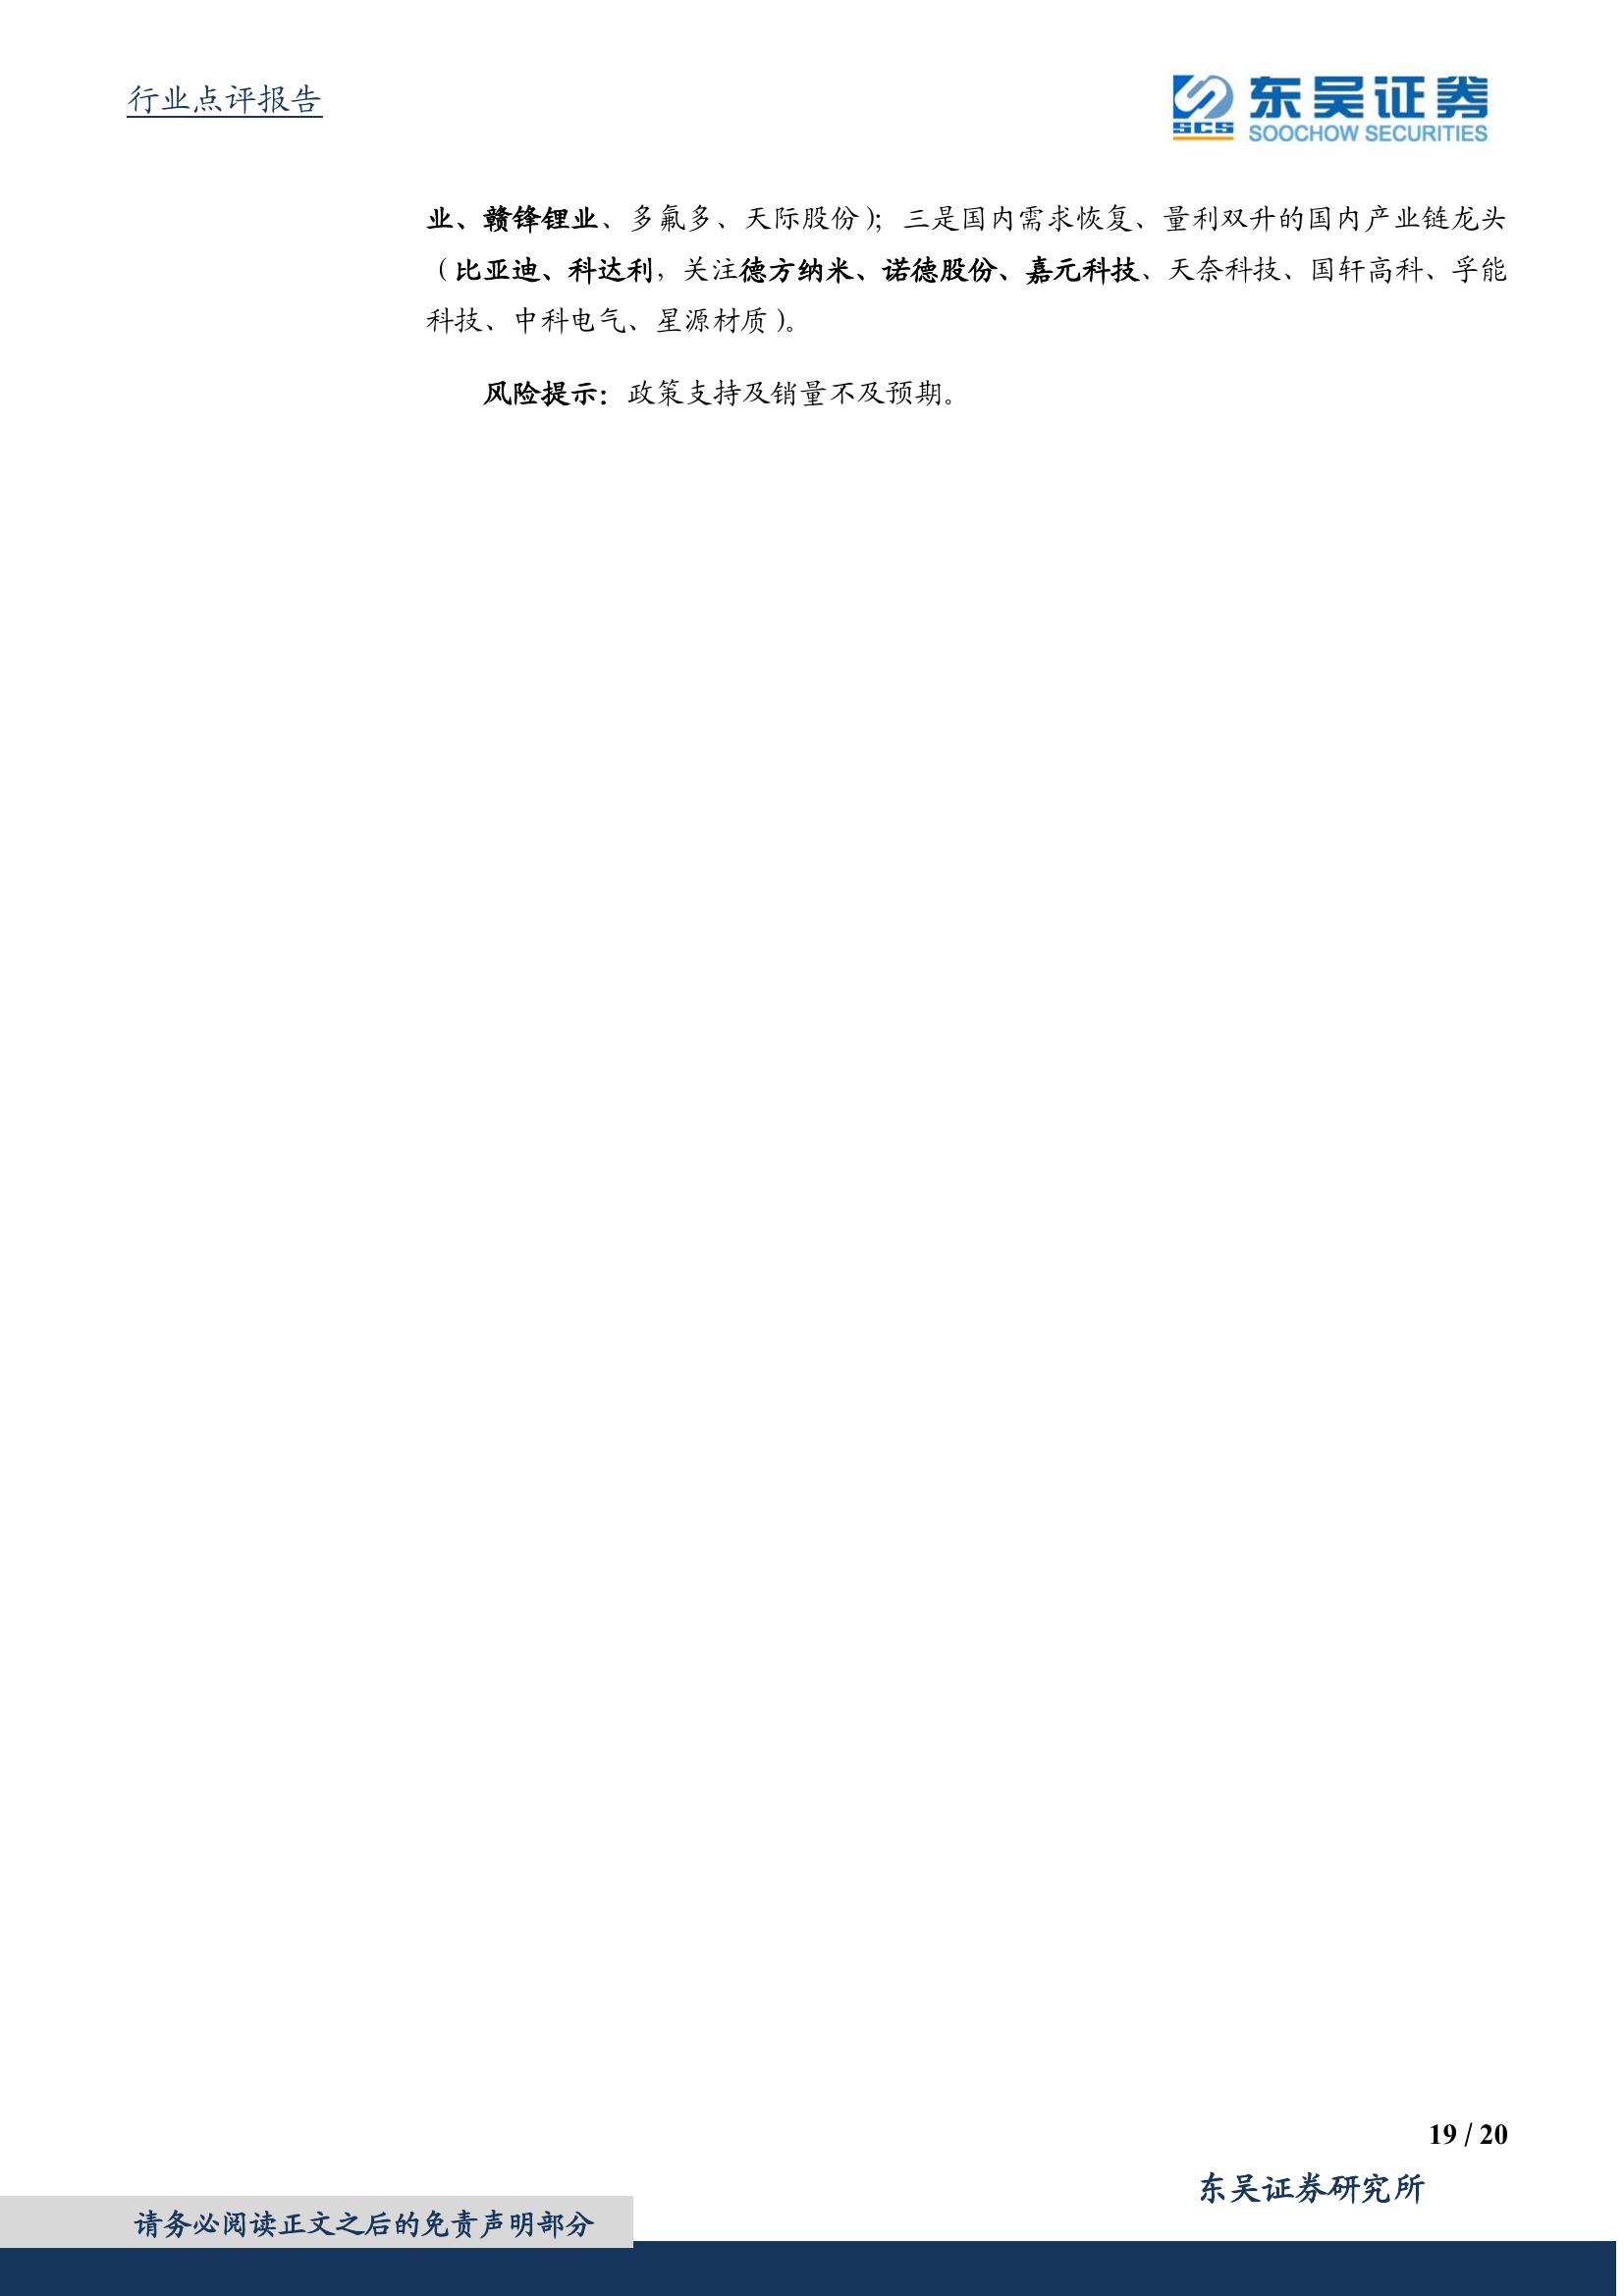 行业点评报告
东吴证券
SCS
SOOCHOW SECURITIES
业、赣锋锂业、多氟多、天际股份)；三是国内需求恢复、量利双升的国内产业链龙头
（比亚迪、科达利，关注德方纳米、诺德股份、嘉元科技、天奈科技、国轩高科、孚能
科技、中科电气、星源材质)。
风险提示：政策支持及销量不及预期。
19 / 20
东吴证券研究所
请务必阅读正文之后的免责声明部分